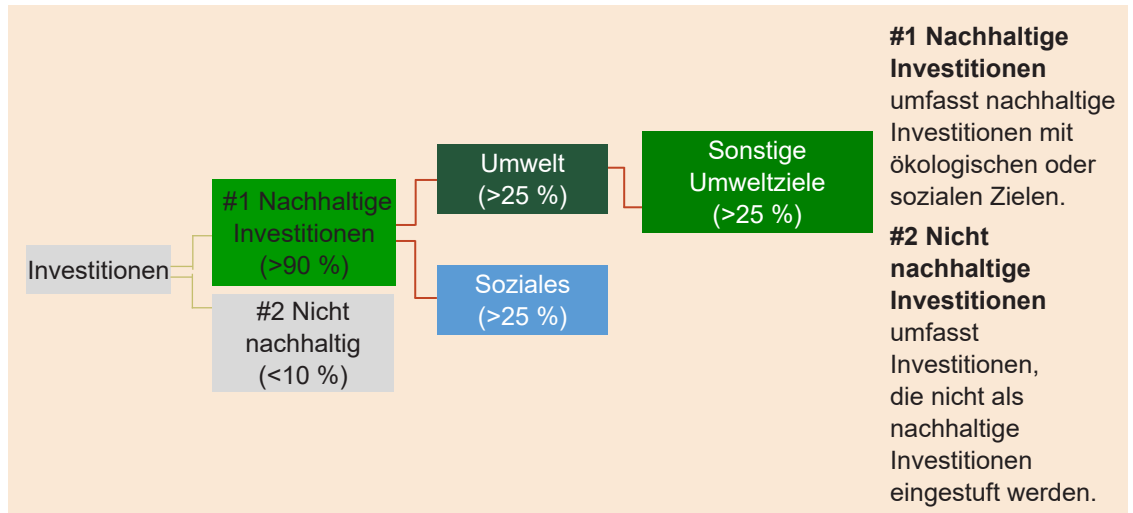 Investitionen
#1 Nachhaltige
Investitionen
(>90 %)
#2 Nicht
nachhaltig
(<10 %)
Umwelt
(>25 %)
Soziales
(>25 %)
Sonstige
Umweltziele
(>25 %)
#1 Nachhaltige
Investitionen
umfasst nachhaltige
Investitionen mit
ökologischen oder
sozialen Zielen.
#2 Nicht
nachhaltige
Investitionen
umfasst
Investitionen,
die nicht als
nachhaltige
Investitionen
eingestuft werden.